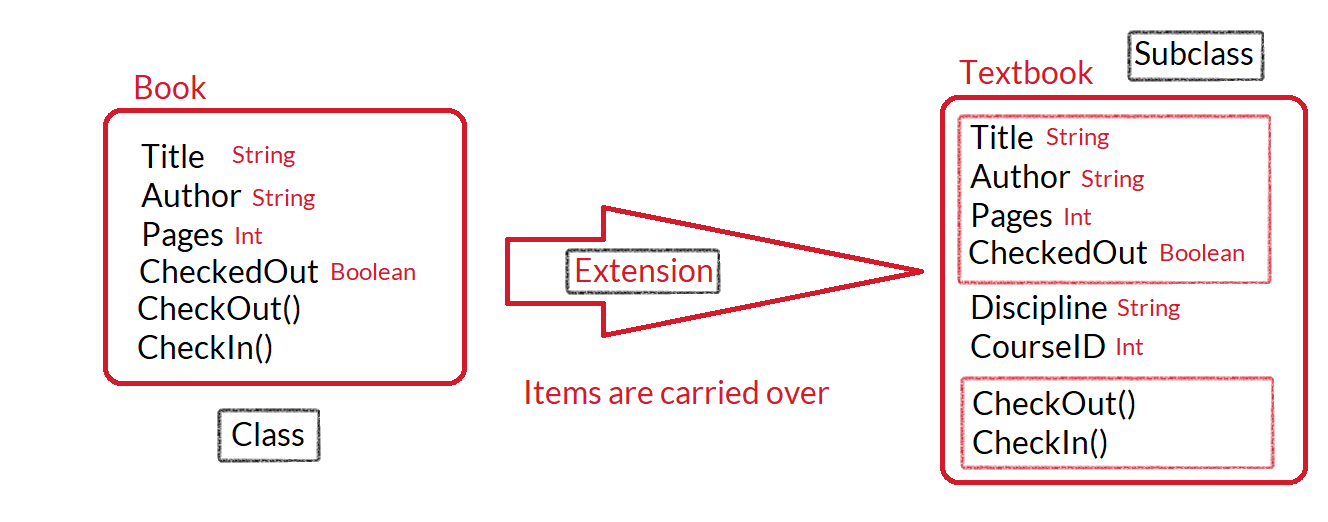 Book
Title String
Author String
Pages Int
CheckedOut Boolean
CheckOut()
CheckIn()
Class
Extension
Items are carried over
Subclass
Textbook
Title String
Author String
Pages Int
CheckedOut Boolean
Discipline String
CourseID Int
CheckOut()
CheckIn()